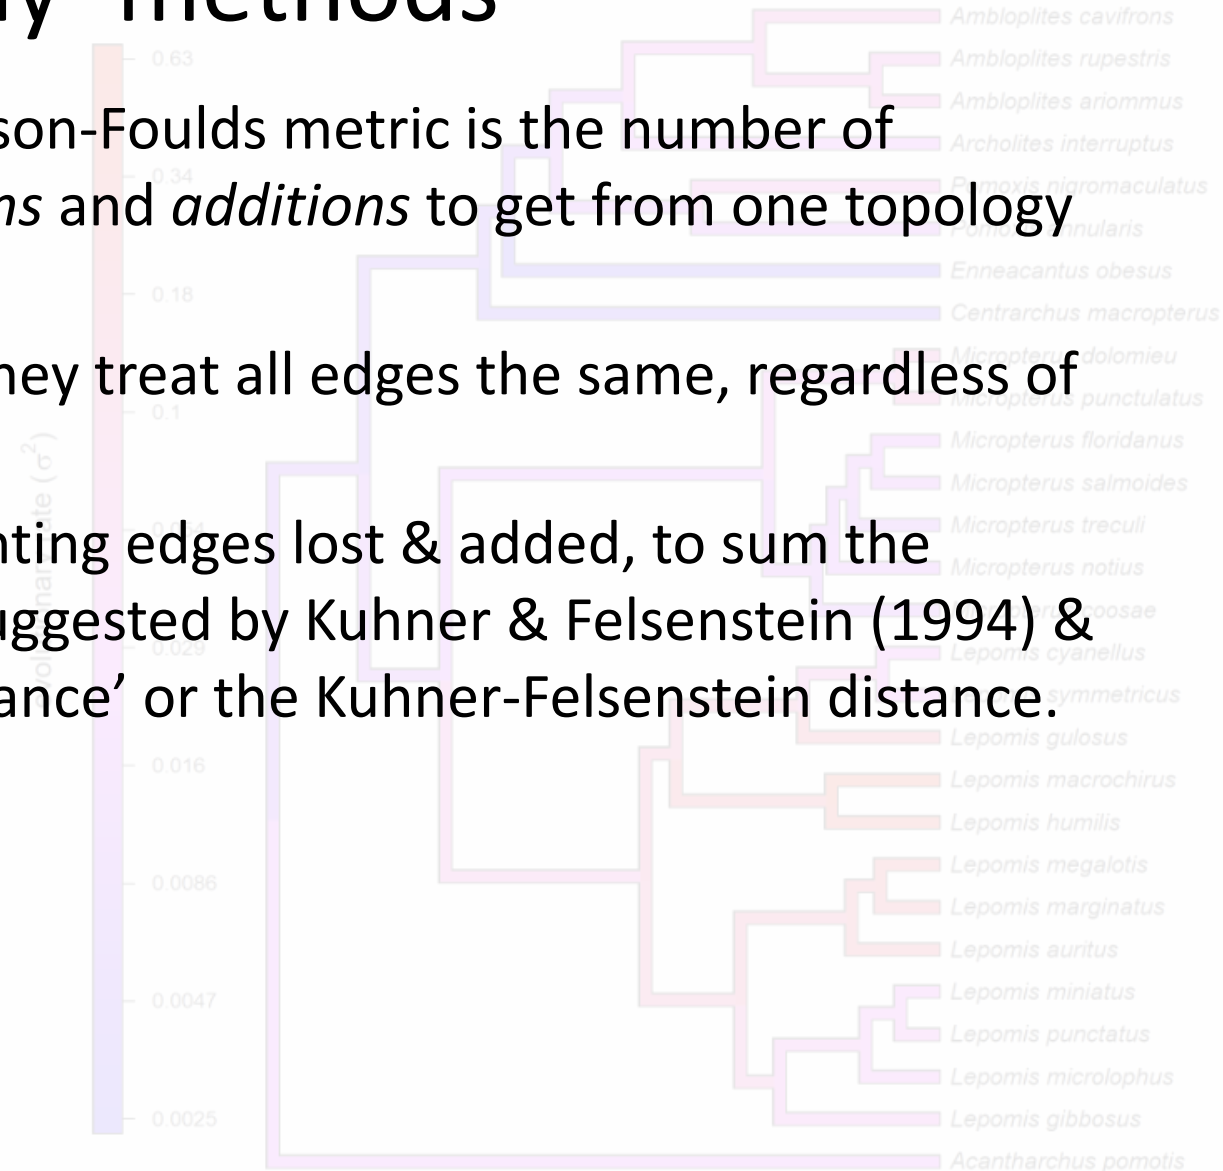 methods
son-Foulds metric is the number of
ns and additions to get from one topology
hey treat all edges the same, regardless of
nting edges lost & added, to sum the
uggested by Kuhner & Felsenstein (1994) &
ance’ or the Kuhner-Felsenstein distance.
0.63
0.34
0.18
0.1
0.029
0.016
0.0086
0.0047
0.0025
Ambloplites cavifrons
Ambloplites rupestris
Ambloplites ariommus
Archolites interruptus
Pomoxis nigromaculatus
Pomoxis annularis
Enneacantus obesus
Centrarchus macropterus
Micropterus dolomieu
Micropterus punctulatus
Micropterus floridanus
Micropterus salmoides
Micropterus treculi
Micropterus notius
Micropterus coosae
Lepomis cyanellus
symmetricus
Lepomis gulosus
Lepomis macrochirus
Lepomis humilis
Lepomis megalotis
Lepomis marginatus
Lepomis auritus
Lepomis miniatus
Lepomis punctatus
Lepomis microlophus
Lepomis gibbosus
Acantharchus pomotis